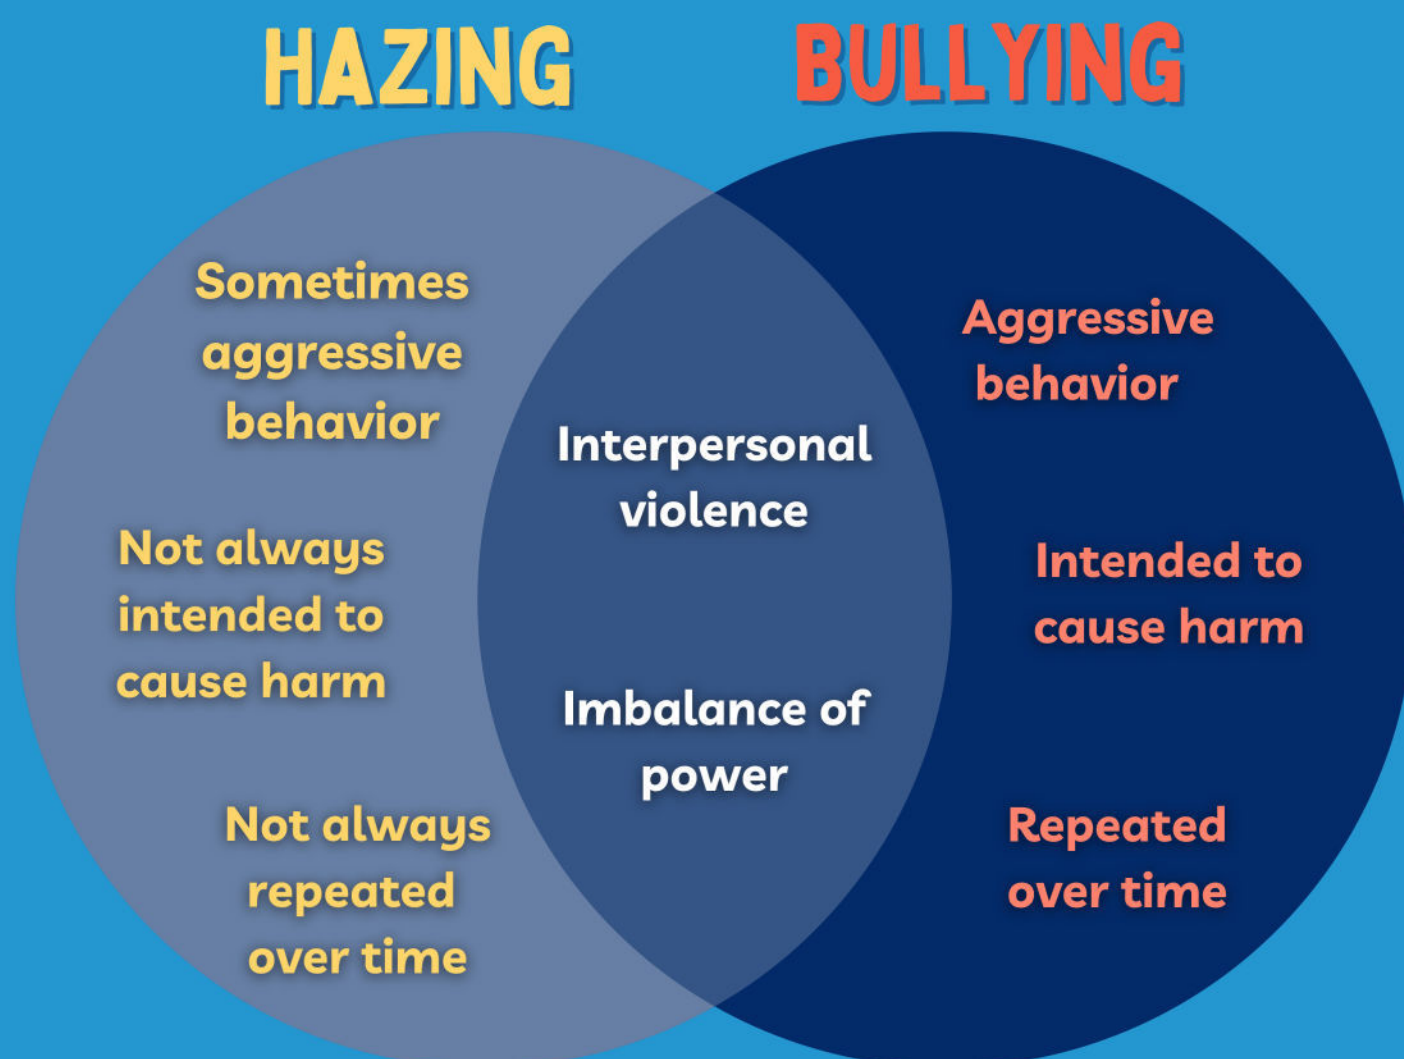 HAZING
BULLYING
Sometimes
aggressive
behavior
Not always
intended to
cause harm
Not always
repeated
over time
Interpersonal
violence
Imbalance of
power
Aggressive
behavior
Intended to
cause harm
Repeated
over time